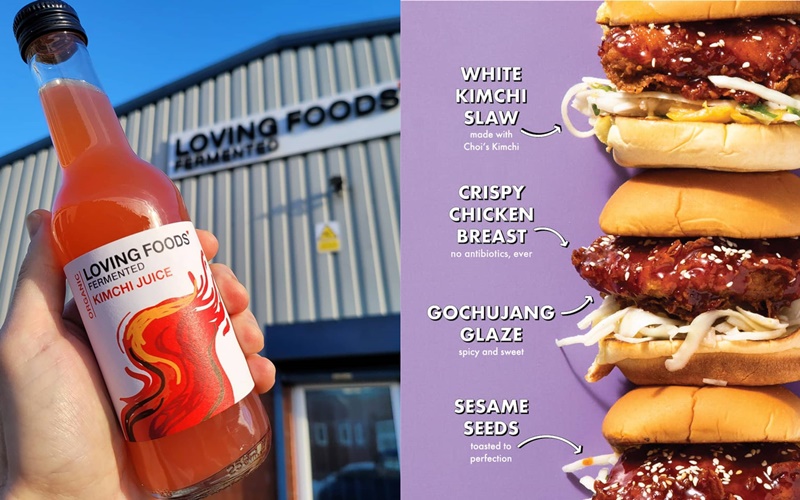 LOVING FOODS
FERMENTED
LOVING FOODS®
FERMENTED
ORGANIC
KIMCHI JUICE
WHITE
KIMCHI
SLAW
made with
Choi's Kimchi
CRISPY
CHICKEN
BREAST
no antibiotics, ever
GOCHUJANG
GLAZE
spicy and sweet
SESAME
SEEDS
toasted to
perfection